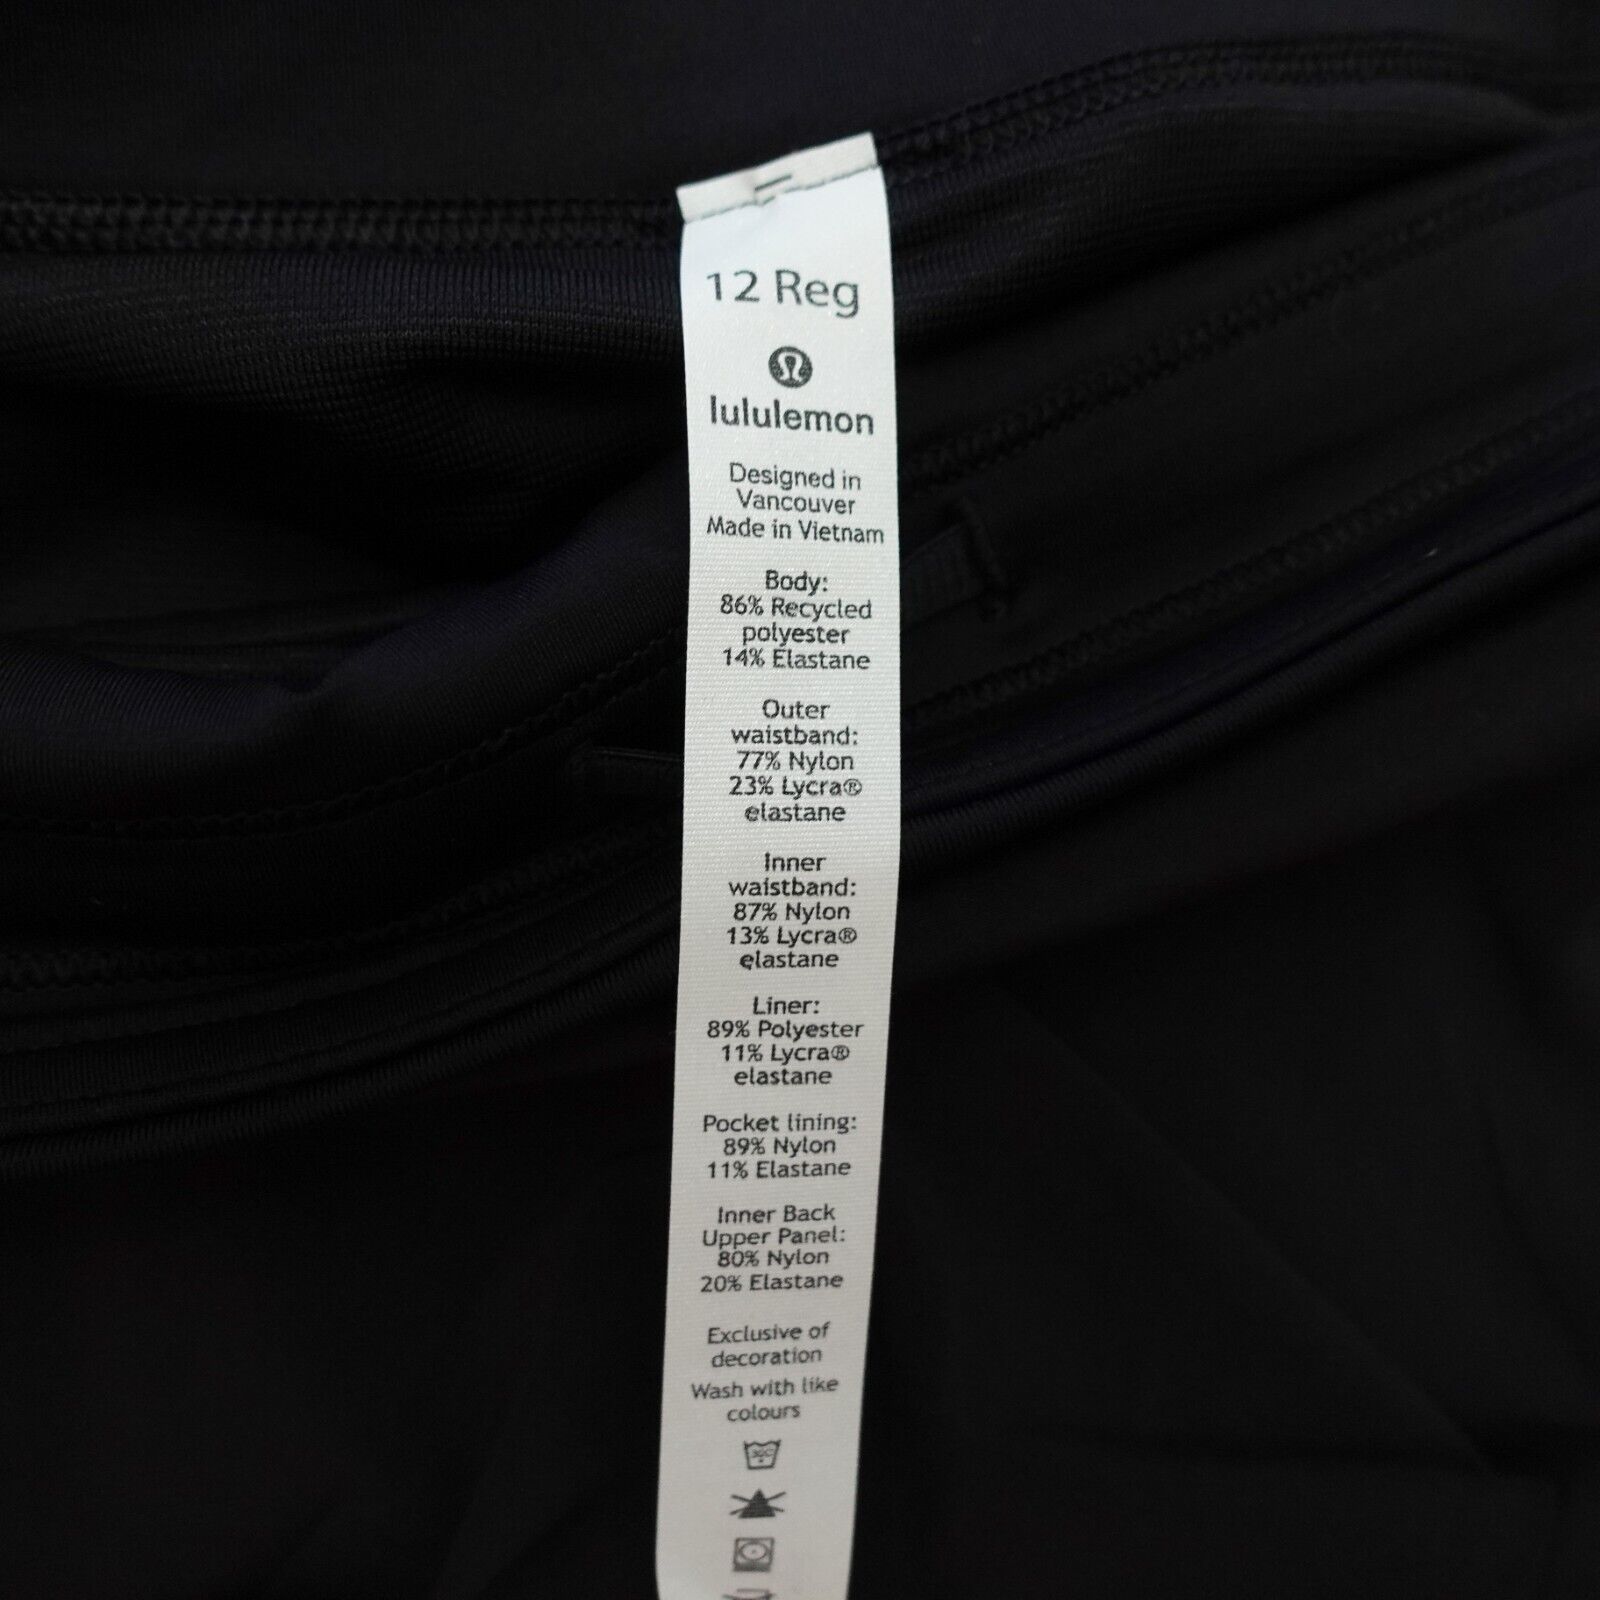 12 Reg
lululemon
Designed in
Vancouver
Made in Vietnam
Body:
86% Recycled
polyester
14% Elastane
Outer
waistband:
77% Nylon
23% Lycra®
elastane
Inner
waistband:
87% Nylon
13% Lycra®
elastane
Liner:
89% Polyester
11% Lycra®
elastane
Pocket lining:
89% Nylon
11% Elastane
Inner Back
Upper Panel:
80% Nylon
20% Elastane
Exclusive of
decoration
Wash with like
colours
30C